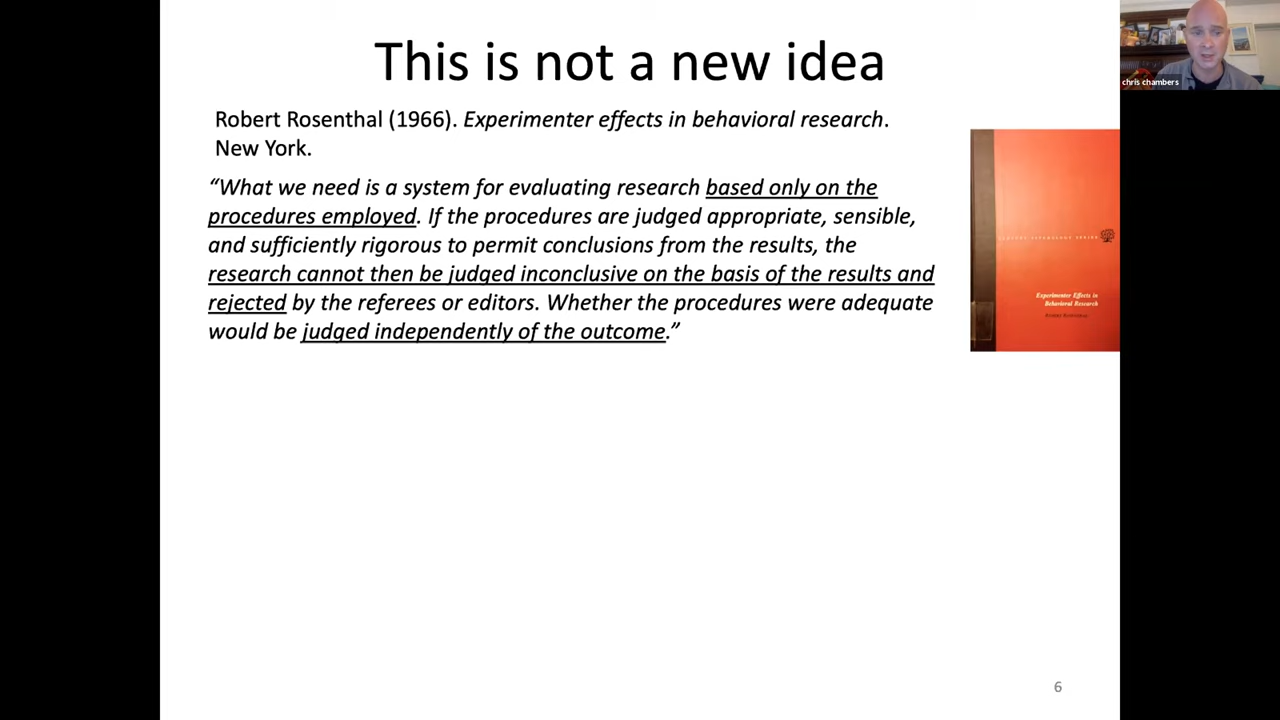 This is not a new idea
chris chambers
Robert Rosenthal (1966). Experimenter effects in behavioral research.
New York.
“What we need is a system for evaluating research based only on the
procedures employed. If the procedures are judged appropriate, sensible,
and sufficiently rigorous to permit conclusions from the results, the
research cannot then be judged inconclusive on the basis of the results and
rejected by the referees or editors. Whether the procedures were adequate
would be judged independently of the outcome.”
Experimenter Effects in
Behavioral Research
6